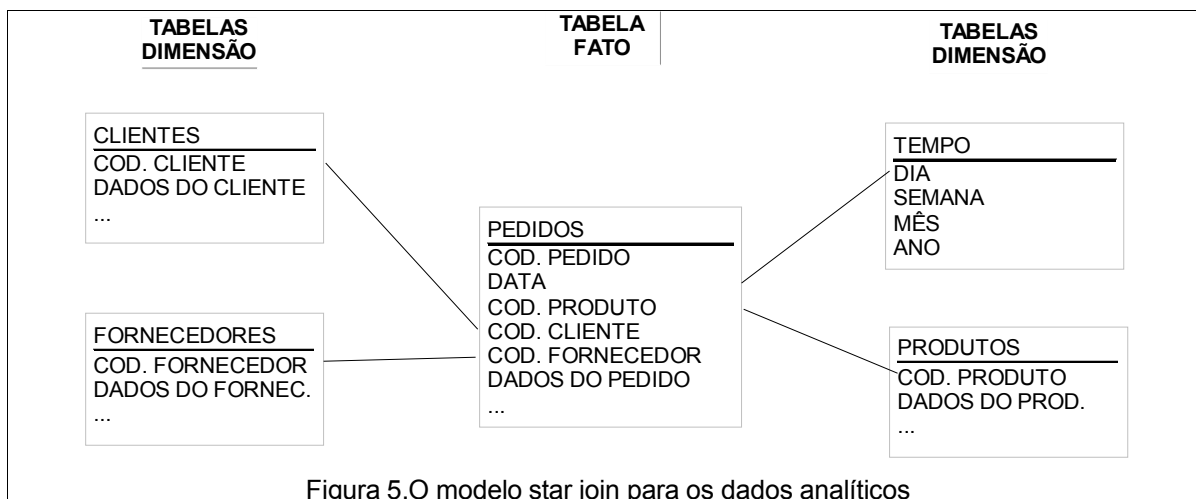 TABELAS
DIMENSÃO
TABELA
FATO
TABELAS
DIMENSÃO
CLIENTES
COD. CLIENTE
DADOS DO CLIENTE
...
FORNECEDORES
COD. FORNECEDOR
DADOS DO FORNEC.
...
PEDIDOS
COD. PEDIDO
DATA
COD. PRODUTO
COD. CLIENTE
COD. FORNECEDOR
DADOS DO PEDIDO
...
TEMPO
DIA
SEMANA
MÊS
ANO
PRODUTOS
COD. PRODUTO
DADOS DO PROD.
...
Figura 5.O modelo star join para os dados analíticos